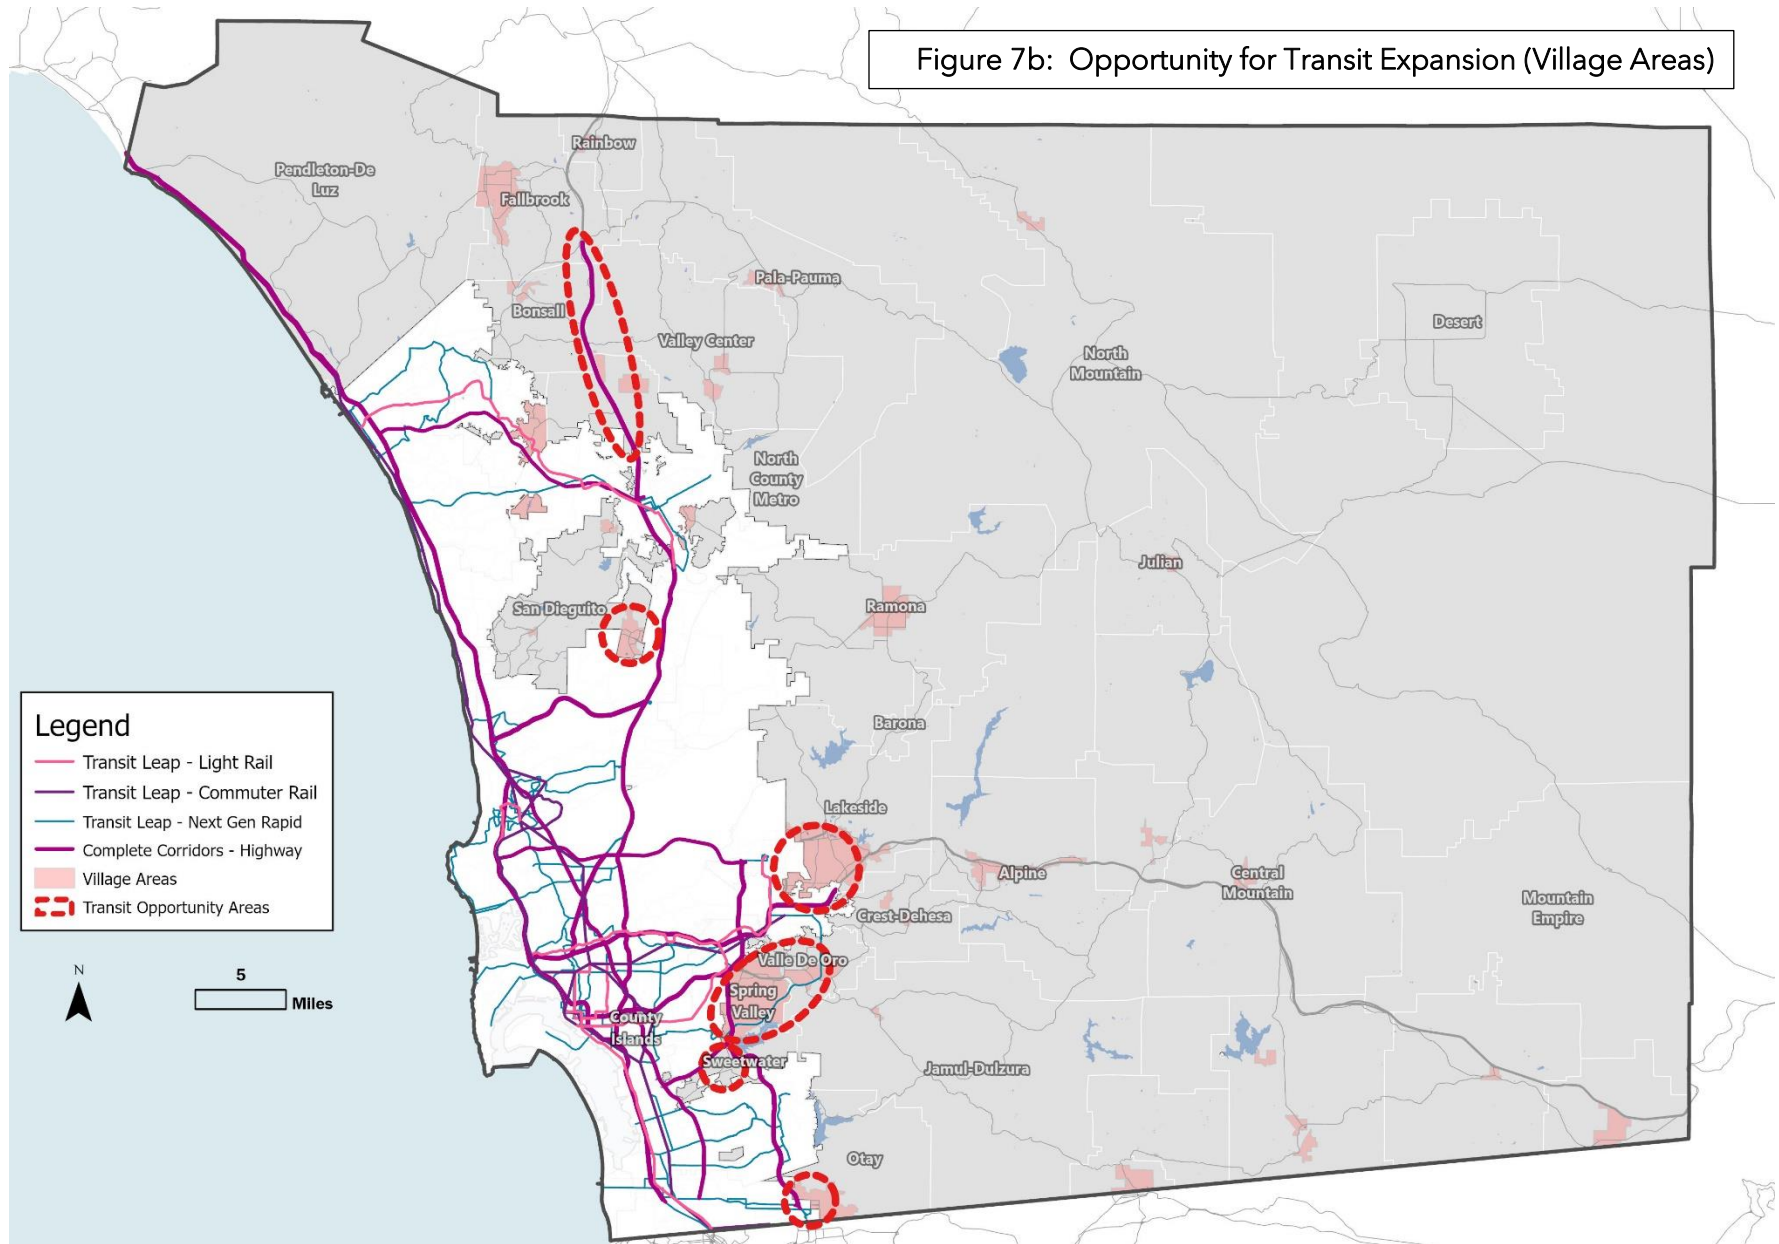 Figure 7b: Opportunity for Transit Expansion (Village Areas)
Rainbow
Pendleton-De
Luz
Fallbrook
Pala-Pauma
Bonsall
Valley Center
Desert
North
Mountain
North
County
Metro
Julian
San Dieguito
Ramona
Barona
Lakeside
Alpine
Central
Mountain
Mountain
Empire
Crest-Dehesa
Valle De Oro
Spring
Valley
County
Islands
Sweetwater
Jamul-Dulzura
Otay
Legend
Transit Leap - Light Rail
Transit Leap - Commuter Rail
Transit Leap - Next Gen Rapid
Complete Corridors - Highway
Village Areas
Transit Opportunity Areas
N
5
Miles